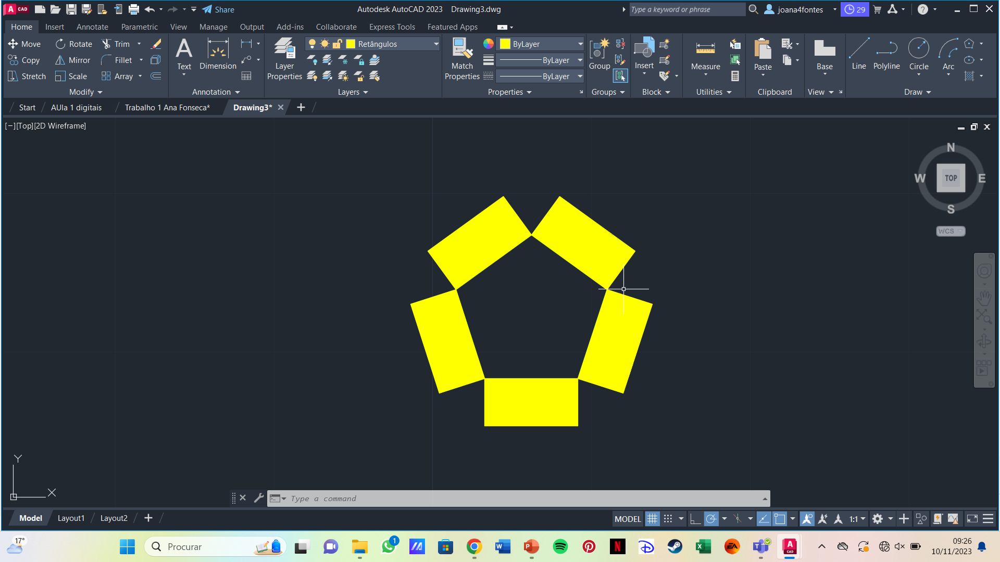 A CAD Share Autodesk AutoCAD 2023 Drawing3.dwg Type a keyword or phrase joana4fontes 29
Home Insert Annotate Parametric View Manage Output Add-ins Collaborate Express Tools Featured Apps
Move Rotate Trim Retângulos ByLayer
Copy Mirror Fillet ByLayer
Stretch Scale Array ByLayer
Text Dimension Layer Properties Match Properties Group Insert Measure Paste Base Line Polyline Circle Arc
Modify Annotation Layers Properties Groups Block Utilities Clipboard View Draw
Start AUla 1 digitais Trabalho 1 Ana Fonseca* Drawing3*
[−][Top][2D Wireframe]
N
W TOP E
S
WCS
Y
X
Type a command
Model Layout1 Layout2 MODEL 1:1
17° Procurar 1 09:26
10/11/2023